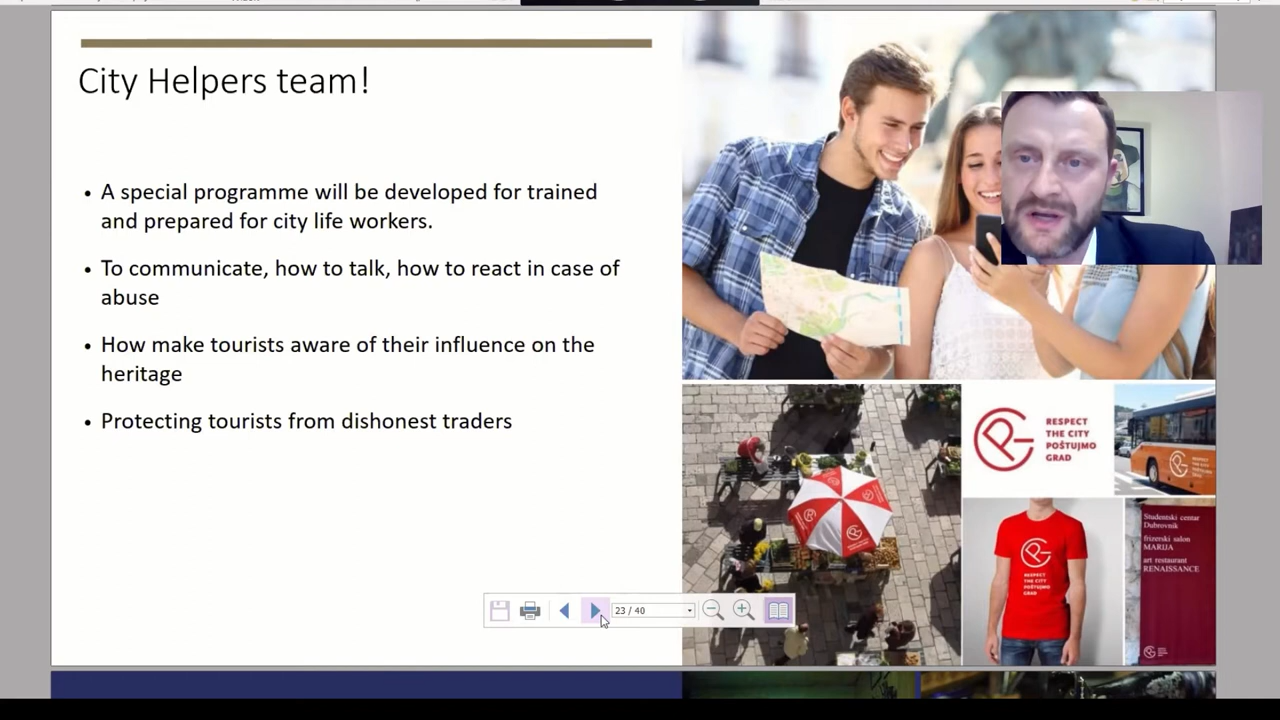 City Helpers team!
• A special programme will be developed for trained
and prepared for city life workers.
• To communicate, how to talk, how to react in case of
abuse
• How make tourists aware of their influence on the
heritage
• Protecting tourists from dishonest traders
RESPECT
THE CITY
POŠTUJMO
GRAD
RESPECT
THE CITY
POŠTUJMO
GRAD
Studentski centar
Dubrovnik
frizerski salon
MARIJA
art restaurant
RENAISSANCE
23 / 40